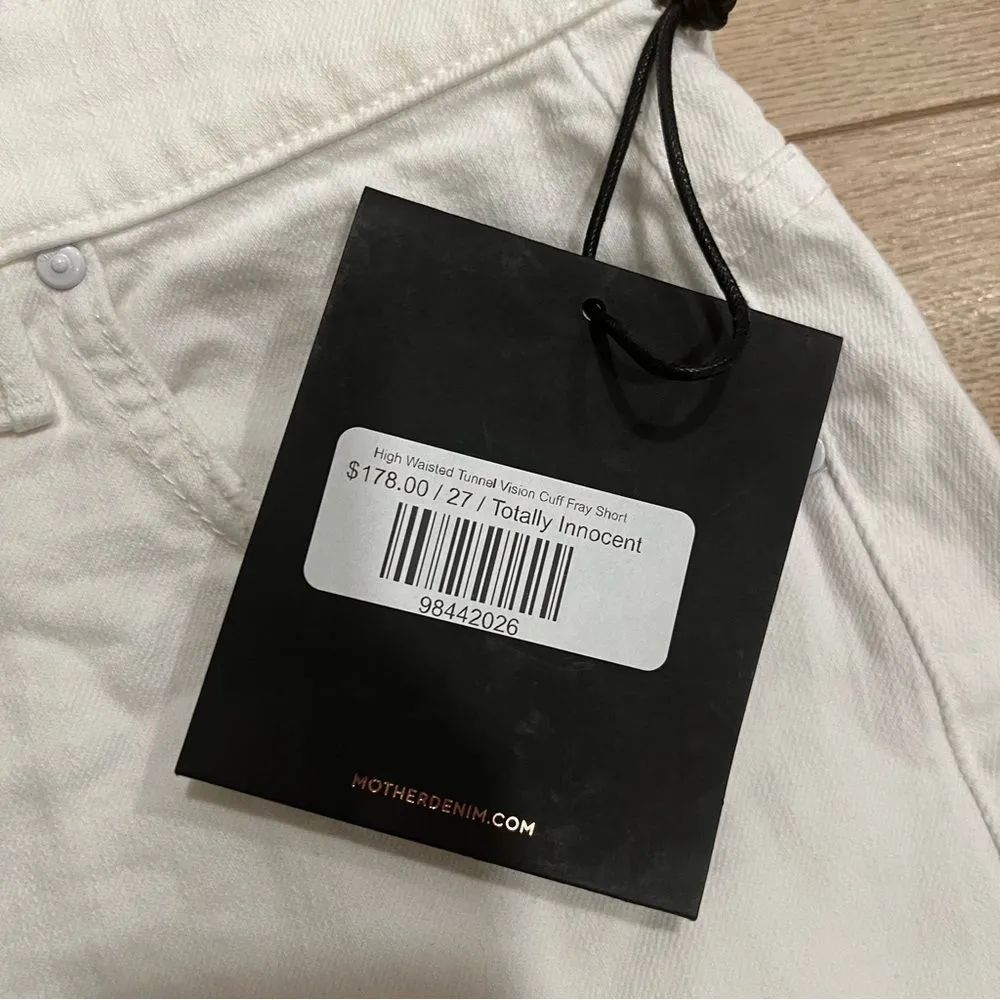 High Waisted Tunnel Vision Cuff Fray Short
$178.00 / 27 / Totally Innocent
98442026
MOTHERDENIM.COM